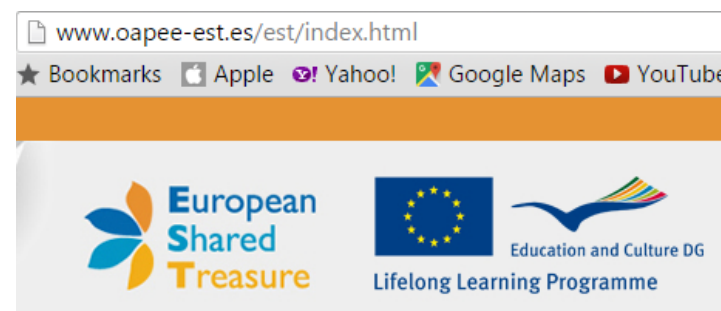 www.oapee-est.es/est/index.html
Bookmarks Apple Yahoo! Google Maps YouTube
European
Shared
Treasure
Education and Culture DG
Lifelong Learning Programme